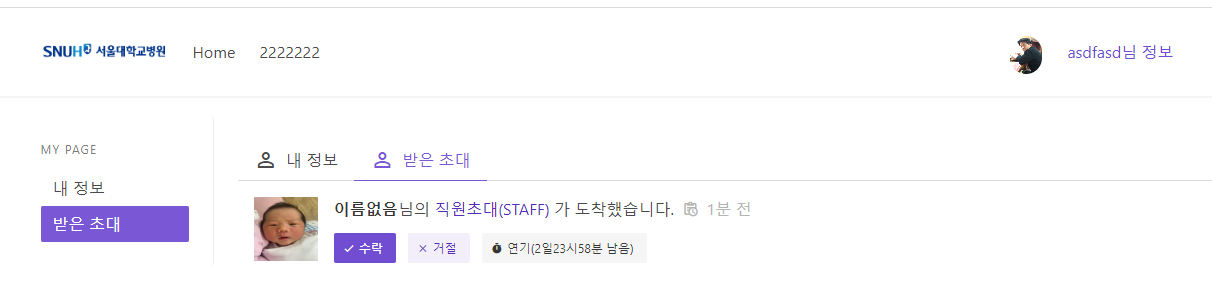 SNUH 서울대학교병원 Home 2222222 asdfasd님 정보
MY PAGE
내 정보
받은 초대
내 정보 받은 초대
이름없음님의 직원초대(STAFF) 가 도착했습니다. 1분 전
수락 거절 연기(2일23시58분 남음)